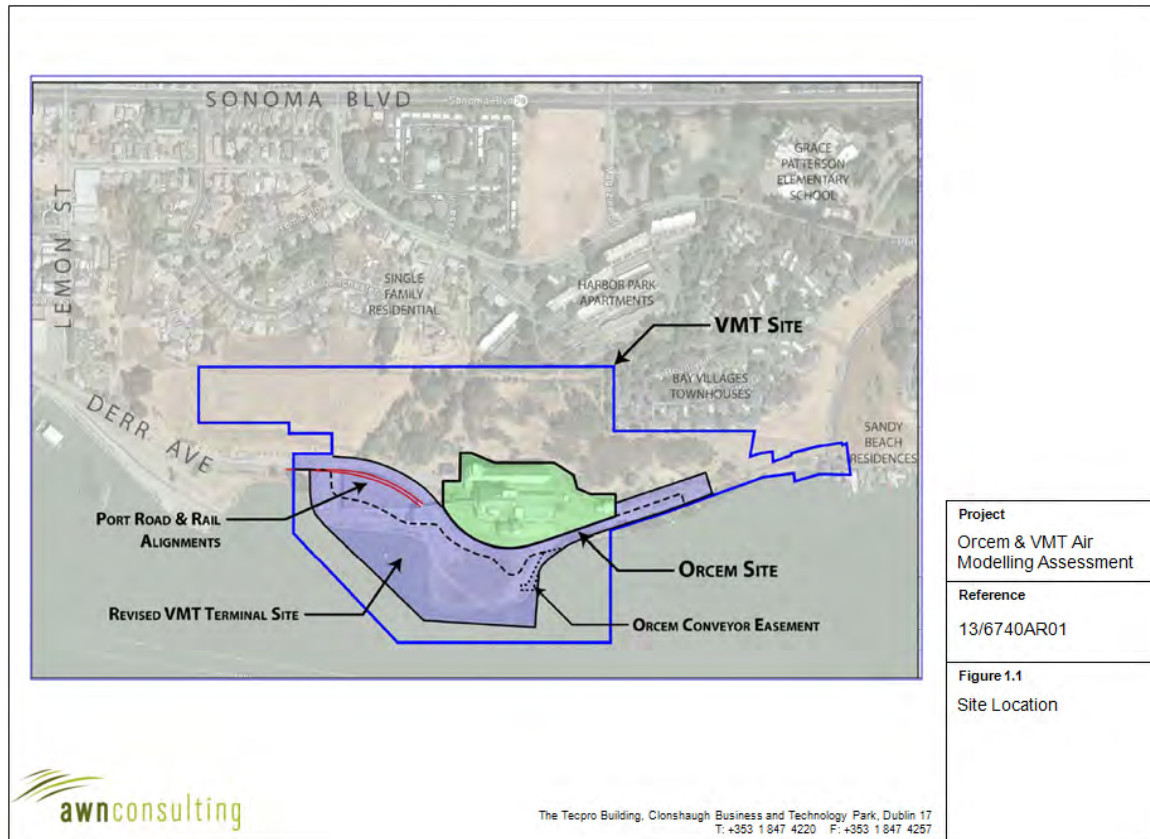 SONOMA BLVD
Sonoma Blvd
LEMON ST
GRACE
PATTERSON
ELEMENTARY
SCHOOL
SINGLE
FAMILY
RESIDENTIAL
HARBOR PARK
APARTMENTS
VMT SITE
BAY VILLAGES
TOWNHOUSES
DERR AVE
SANDY
BEACH
RESIDENCES
PORT ROAD & RAIL
ALIGNMENTS
ORCEM SITE
REVISED VMT TERMINAL SITE
ORCEM CONVEYOR EASEMENT
Project
Orcem & VMT Air
Modelling Assessment
Reference
13/6740AR01
Figure 1.1
Site Location
awnconsulting
The Tecpro Building, Clonshaugh Business and Technology Park, Dublin 17
T: +353 1 847 4220 F: +353 1 847 4257